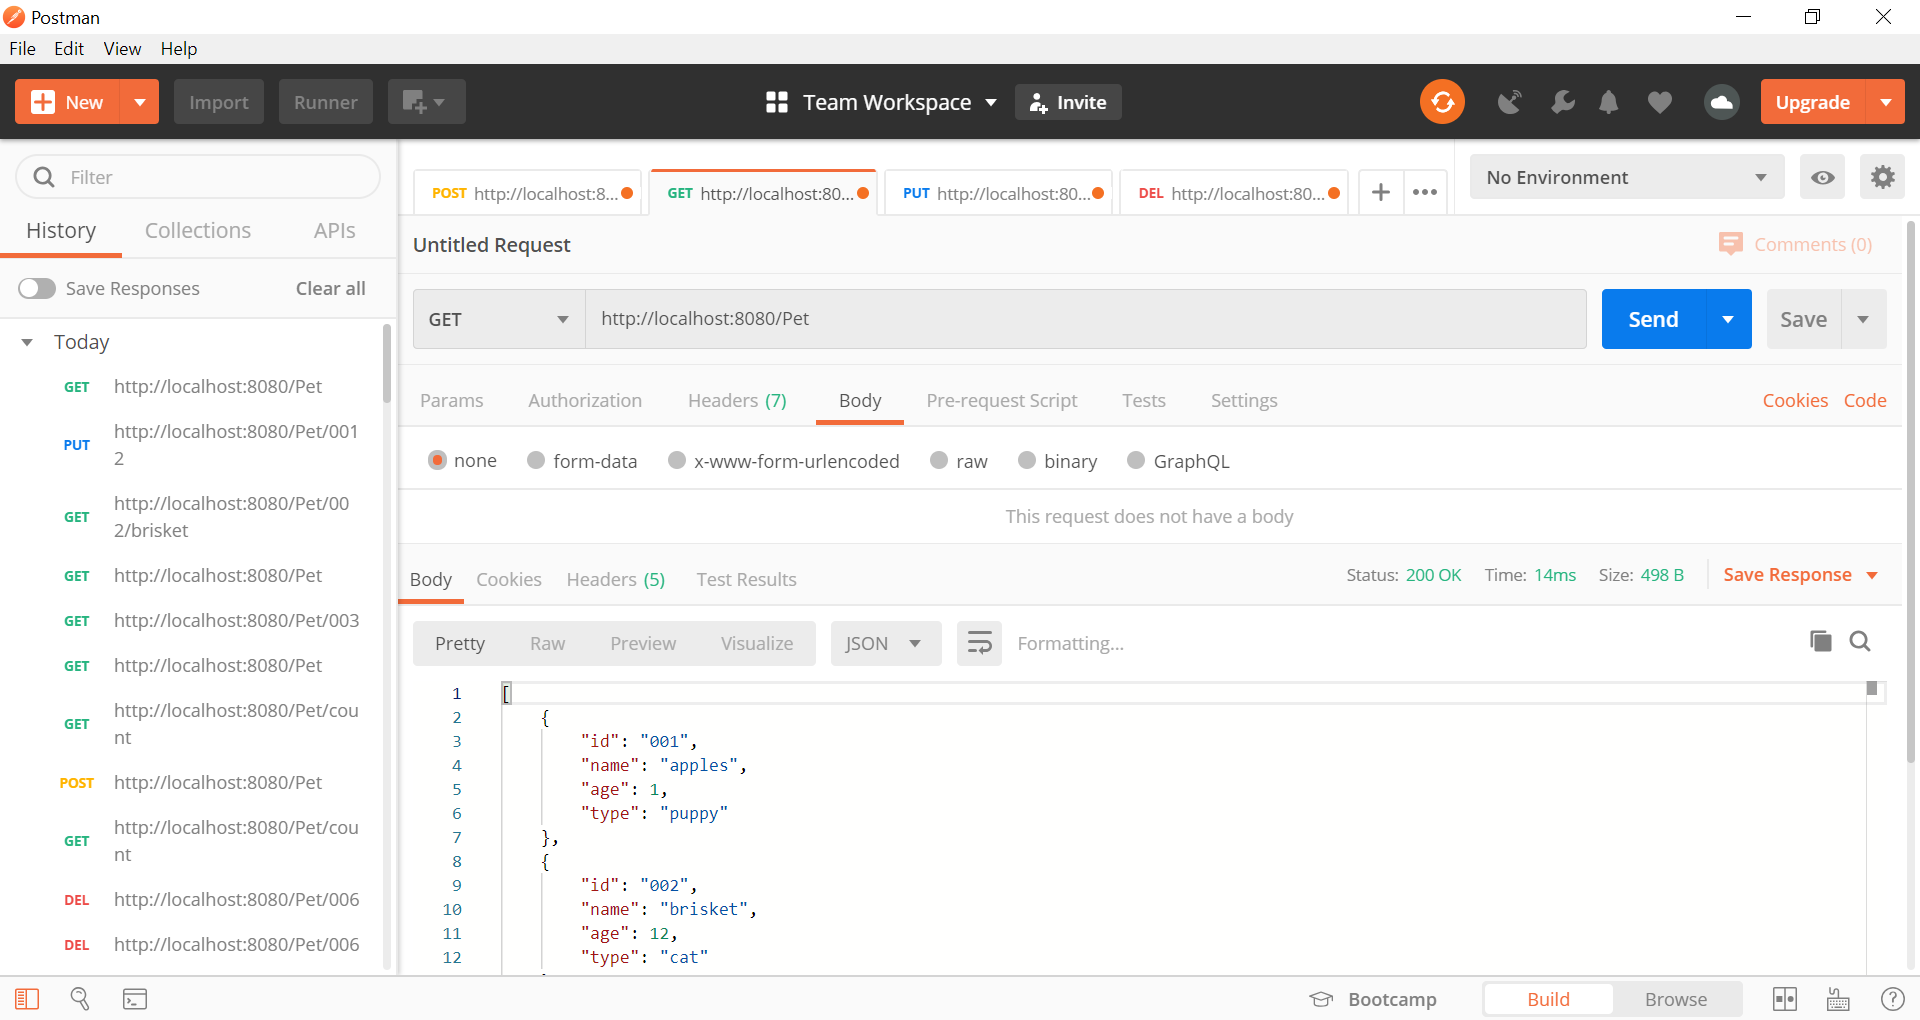 Postman
File Edit View Help
New Import Runner Team Workspace Invite Upgrade
Filter
History Collections APIs
Save Responses Clear all
Today
GET http://localhost:8080/Pet
PUT http://localhost:8080/Pet/001
2
GET http://localhost:8080/Pet/00
2/brisket
GET http://localhost:8080/Pet
GET http://localhost:8080/Pet/003
GET http://localhost:8080/Pet
GET http://localhost:8080/Pet/cou
nt
POST http://localhost:8080/Pet
GET http://localhost:8080/Pet/cou
nt
DEL http://localhost:8080/Pet/006
DEL http://localhost:8080/Pet/006
POST http://localhost:8... GET http://localhost:80... PUT http://localhost:80... DEL http://localhost:80... + ••• No Environment
Untitled Request Comments (0)
GET http://localhost:8080/Pet Send Save
Params Authorization Headers (7) Body Pre-request Script Tests Settings Cookies Code
none form-data x-www-form-urlencoded raw binary GraphQL
This request does not have a body
Body Cookies Headers (5) Test Results Status: 200 OK Time: 14ms Size: 498 B Save Response
Pretty Raw Preview Visualize JSON Formatting...
1 [
2 {
3 "id": "001",
4 "name": "apples",
5 "age": 1,
6 "type": "puppy"
7 },
8 {
9 "id": "002",
10 "name": "brisket",
11 "age": 12,
12 "type": "cat"
Bootcamp Build Browse ?